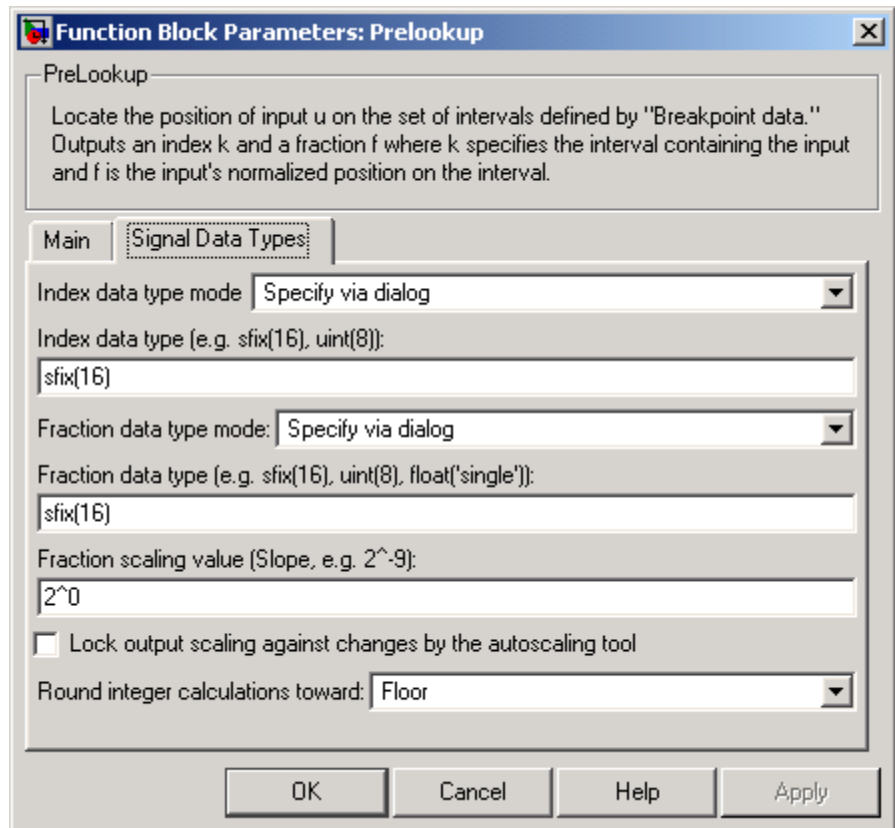 Function Block Parameters: Prelookup
PreLookup
Locate the position of input u on the set of intervals defined by "Breakpoint data."
Outputs an index k and a fraction f where k specifies the interval containing the input
and f is the input's normalized position on the interval.
Main Signal Data Types
Index data type mode Specify via dialog
Index data type (e.g. sfix(16), uint(8)):
sfix(16)
Fraction data type mode: Specify via dialog
Fraction data type (e.g. sfix(16), uint(8), float('single')):
sfix(16)
Fraction scaling value (Slope, e.g. 2^-9):
2^0
Lock output scaling against changes by the autoscaling tool
Round integer calculations toward: Floor
OK Cancel Help Apply